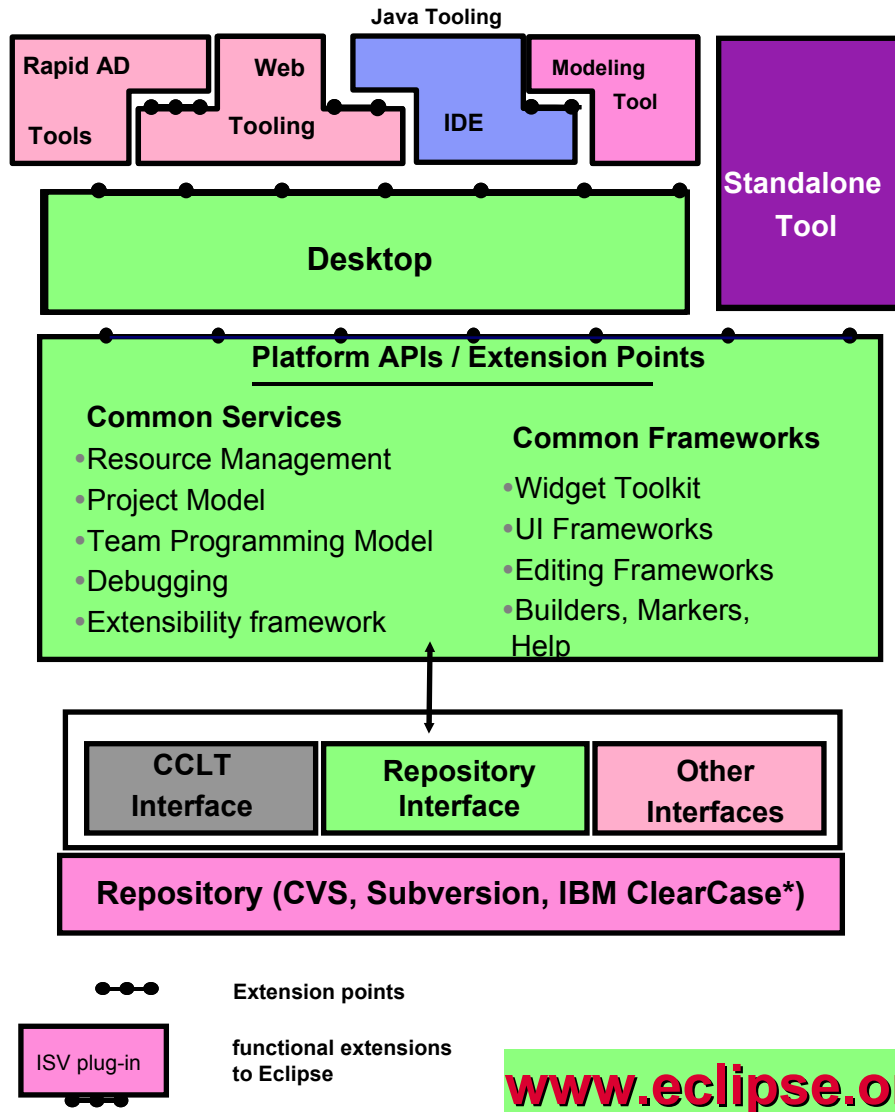 Java Tooling
Rapid AD
Tools
Web
Tooling
IDE
Modeling
Tool
Standalone
Tool
Desktop
Platform APIs / Extension Points
Common Services
•Resource Management
•Project Model
•Team Programming Model
•Debugging
•Extensibility framework
Common Frameworks
•Widget Toolkit
•UI Frameworks
•Editing Frameworks
•Builders, Markers,
Help
CCLT
Interface
Repository
Interface
Other
Interfaces
Repository (CVS, Subversion, IBM ClearCase*)
Extension points
ISV plug-in
functional extensions
to Eclipse
www.eclipse.o